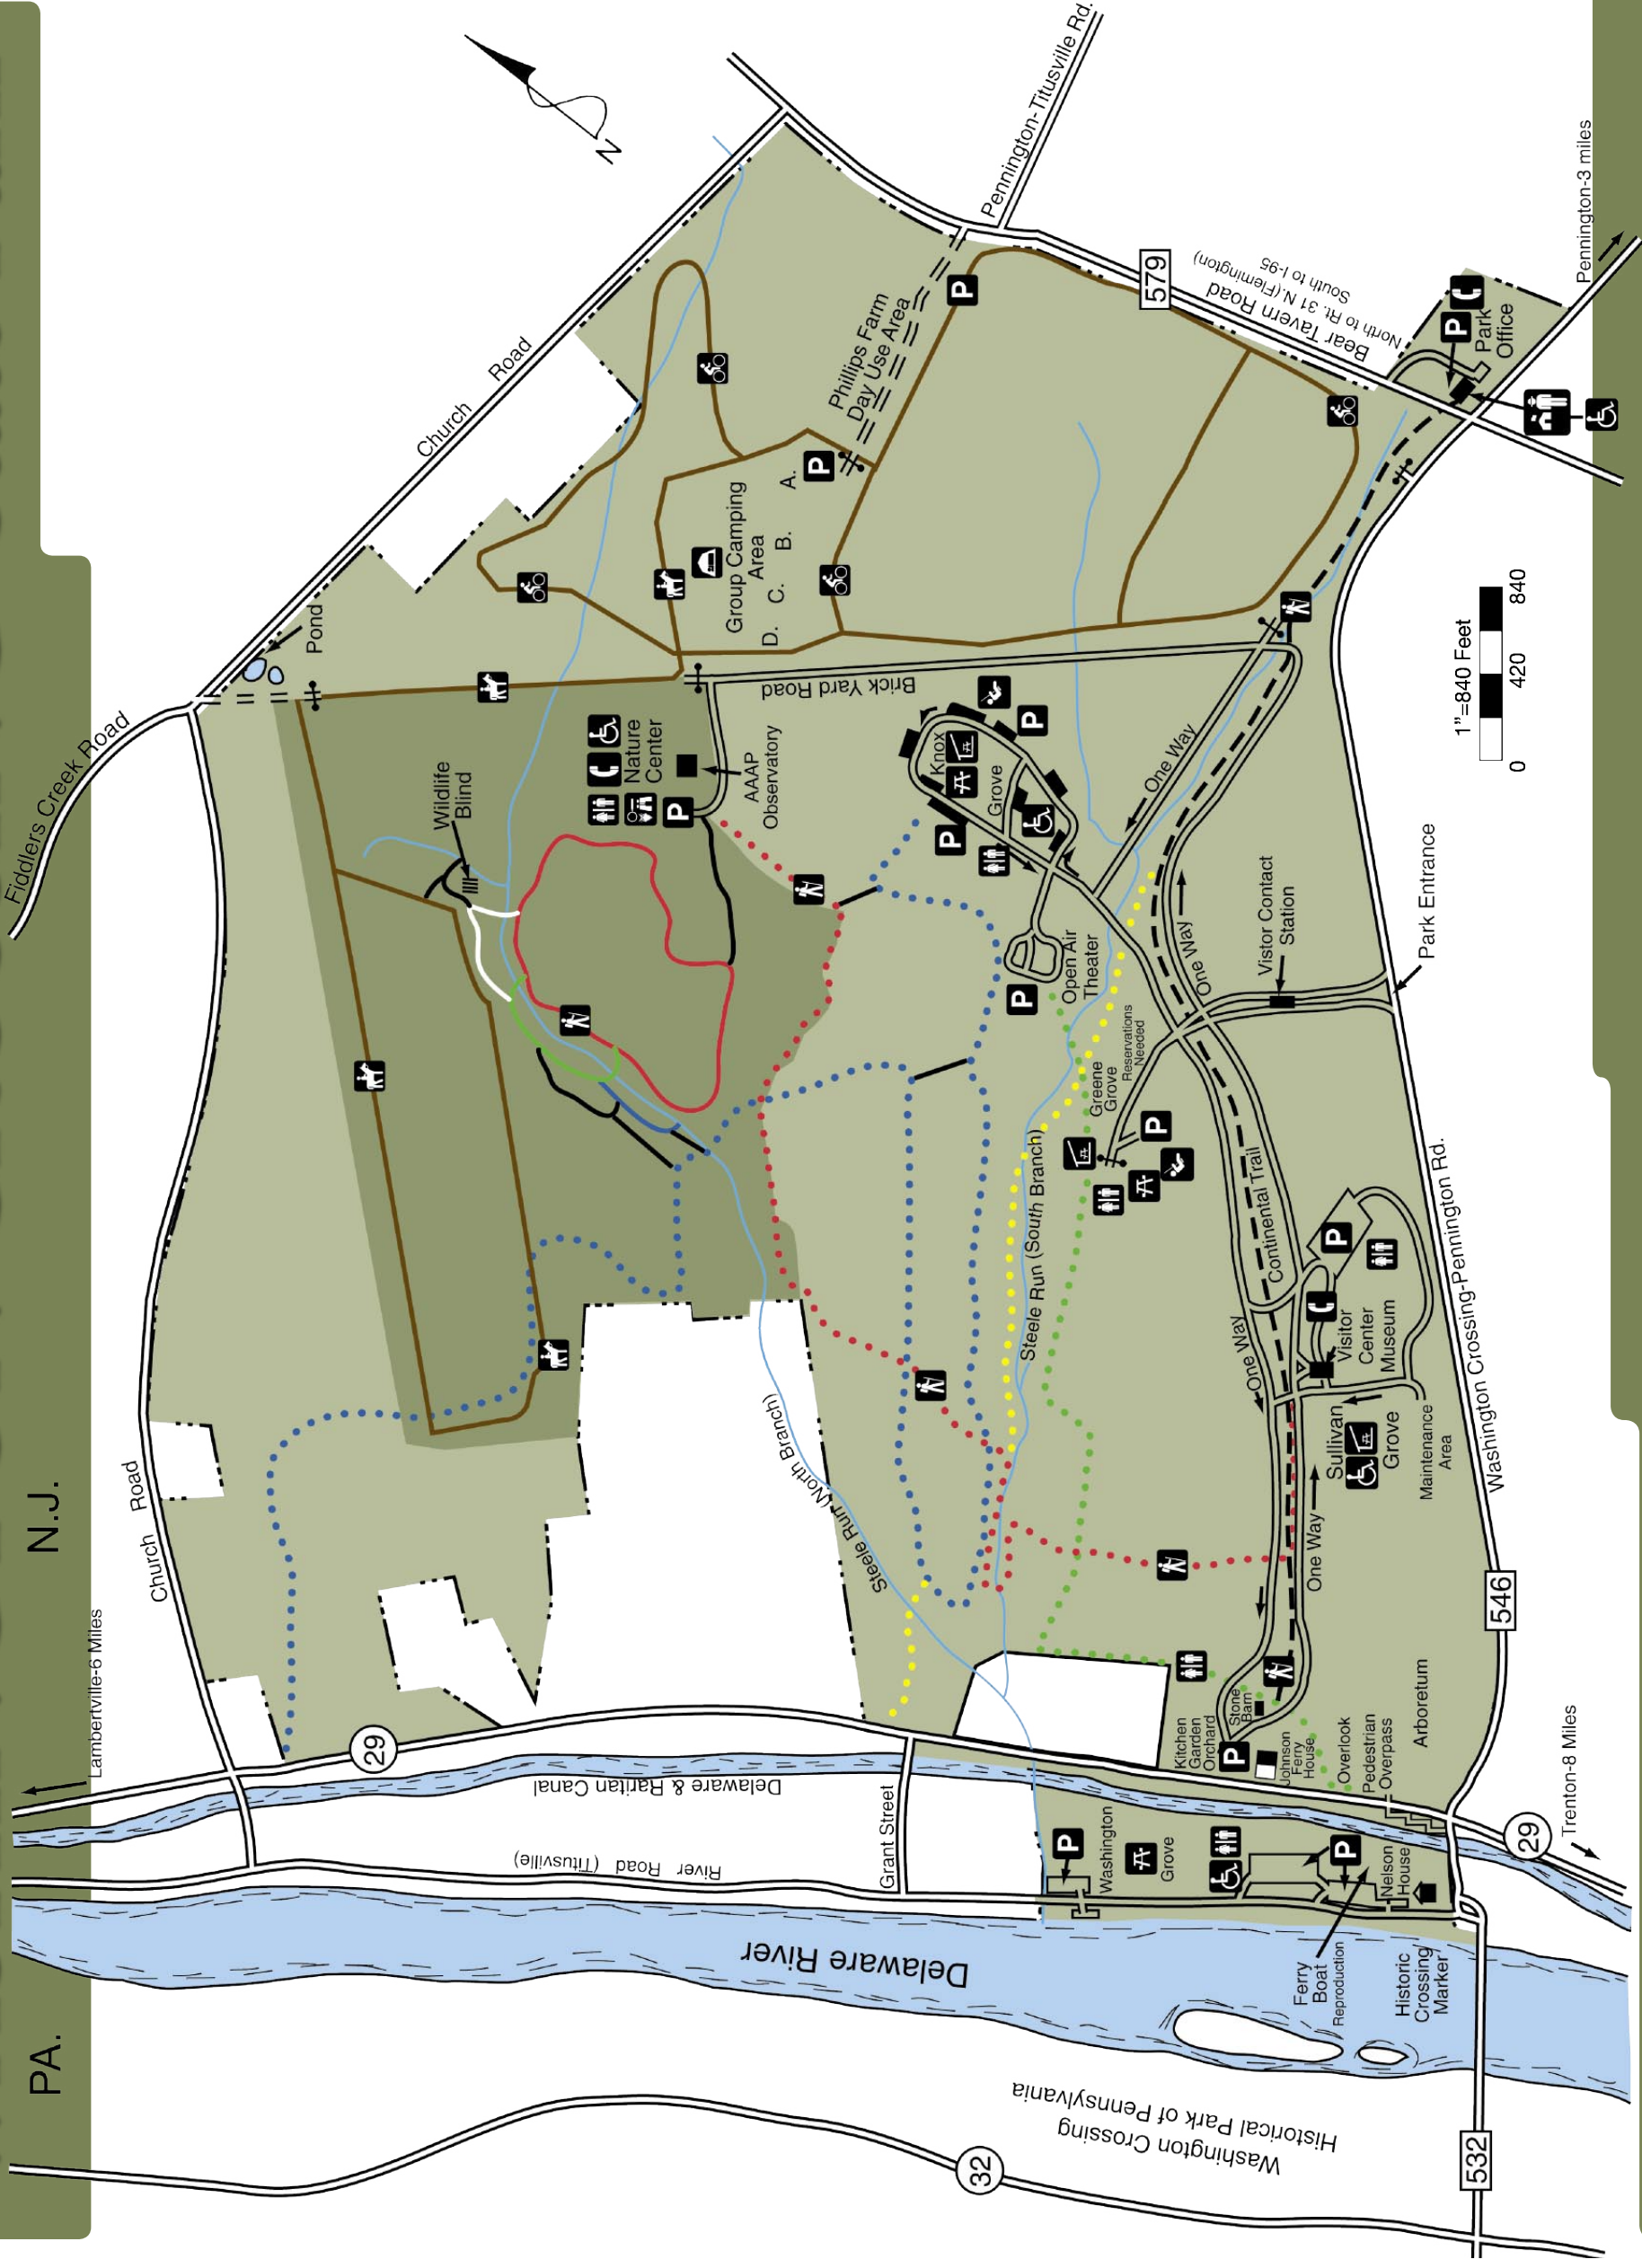 PA.
N.J.
Lambertville-6 Miles
Church Road
Fiddlers Creek Road
Pond
Church Road
N
Pennington-Titusville Rd.
Phillips Farm
Day Use Area
P
579
Bear Tavern Road
North to Rt. 31 N.(Flemington)
South to I-95
Pennington-3 miles
P
Park
Office
Group Camping
Area
A.
B.
C.
D.
P
Wildlife
Blind
Nature
Center
P
AAP
Observatory
Brick Yard Road
Knox
Grove
P
P
One Way
1"=840 Feet
0 420 840
Open Air
Theater
P
One Way
Vistor Contact
Station
Park Entrance
Greene
Grove
Reservations
Needed
P
Steele Run (South Branch)
Steele Run (North Branch)
Continental Trail
One Way
P
Visitor
Center
Museum
Sullivan
Grove
Maintenance
Area
Washington Crossing-Pennington Rd.
546
One Way
29
Delaware & Raritan Canal
River Road (Titusville)
Grant Street
Kitchen
Garden
Orchard
Stone
Barn
P
Johnson
Ferry
House
Overlook
Pedestrian
Overpass
Arboretum
29
Trenton-8 Miles
P
Washington
Grove
P
Nelson
House
Ferry
Boat
Reproduction
Historic
Crossing
Marker
Delaware River
Washington Crossing
Historical Park of Pennsylvania
32
532